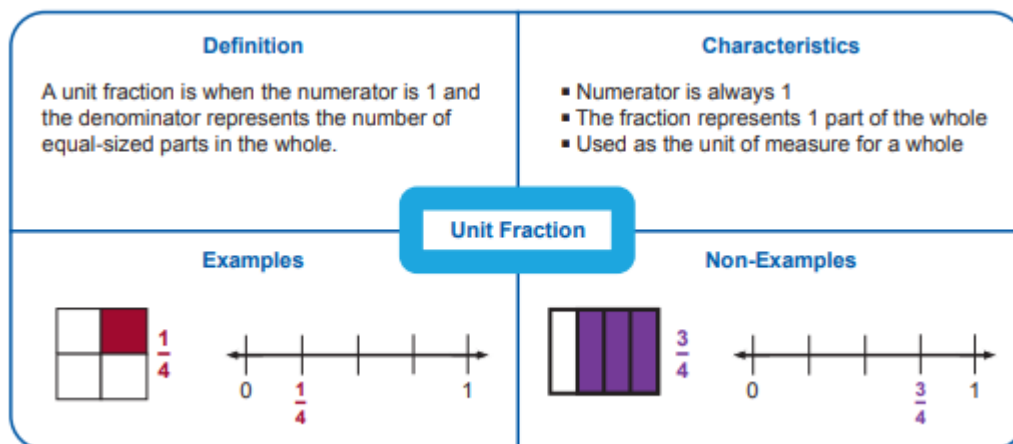 Definition
A unit fraction is when the numerator is 1 and
the denominator represents the number of
equal-sized parts in the whole.
Characteristics
▪ Numerator is always 1
▪ The fraction represents 1 part of the whole
▪ Used as the unit of measure for a whole
Unit Fraction
Examples
1
4
0
1
4
1
Non-Examples
3
4
0
3
4
1